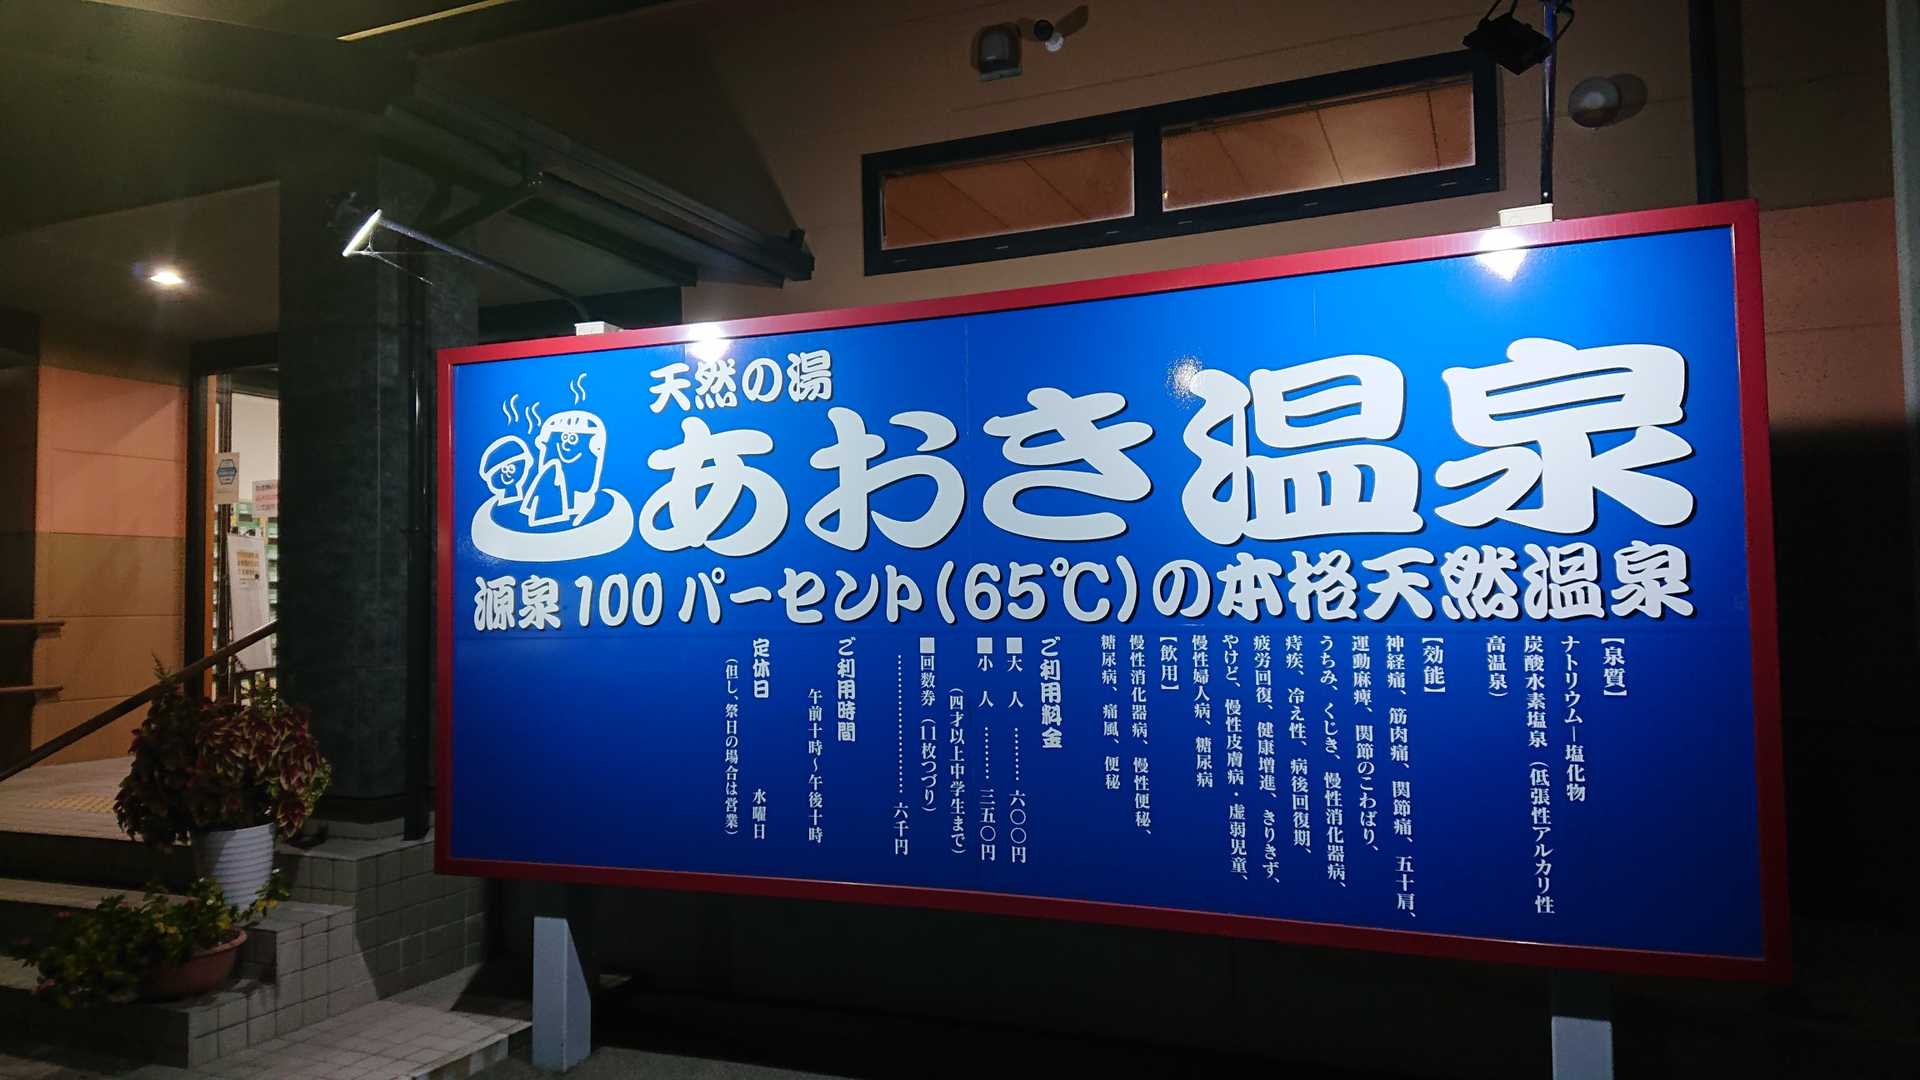 天然の湯
あおき温泉
源泉100パーセント(65℃)の本格天然温泉
【泉質】
ナトリウム―塩化物
炭酸水素塩泉(低張性アルカリ性
高温泉)
【効能】
神経痛、筋肉痛、関節痛、五十肩、
運動麻痺、関節のこわばり、
うちみ、くじき、慢性消化器病、
痔疾、冷え性、病後回復期、
疲労回復、健康増進、きりきず、
やけど、慢性皮膚病・虚弱児童、
慢性婦人病、糖尿病
【飲用】
慢性消化器病、慢性便秘、
糖尿病、痛風、便秘
ご利用料金
■大 人 ……… 六〇〇円
■小 人 ……… 三五〇円
(四才以上中学生まで)
■回数券(11枚つづり)
……………………… 六千円
ご利用時間
午前十時～午後十時
定休日 水曜日
(但し、祭日の場合は営業)